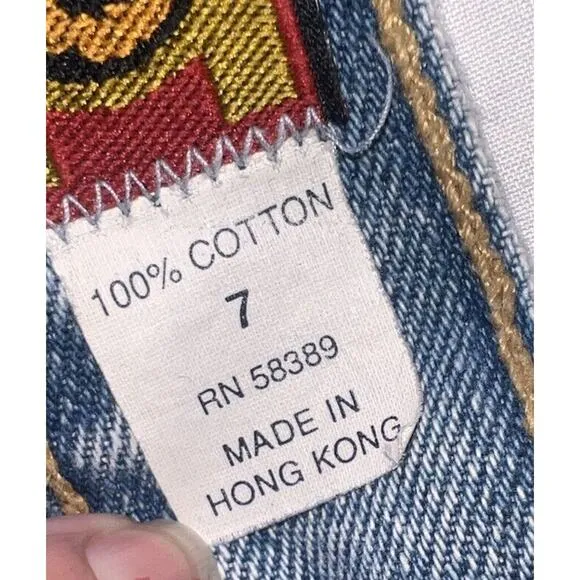 100% COTTON
7
RN 58389
MADE IN
HONG KONG